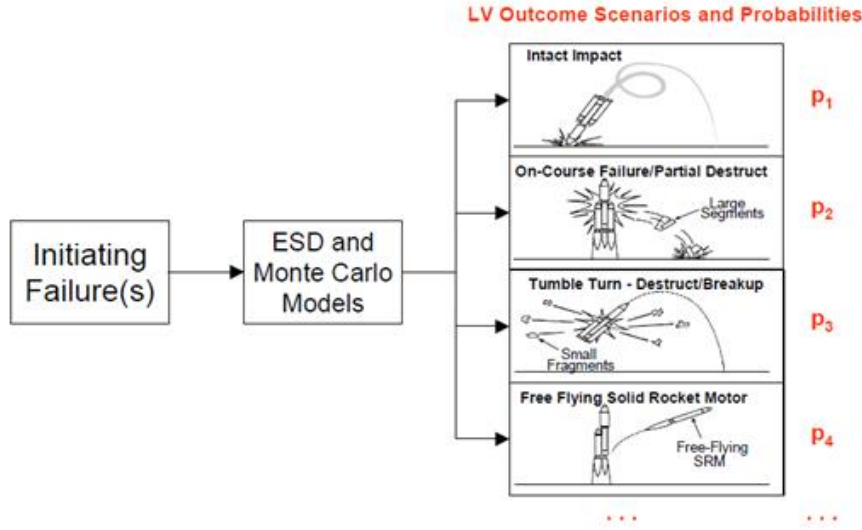 LV Outcome Scenarios and Probabilities
Initiating
Failure(s)
ESD and
Monte Carlo
Models
Intact Impact
p1
On-Course Failure/Partial Destruct
Large
Segments
p2
Tumble Turn - Destruct/Breakup
Small
Fragments
p3
Free Flying Solid Rocket Motor
Free-Flying
SRM
p4
. . .
. . .